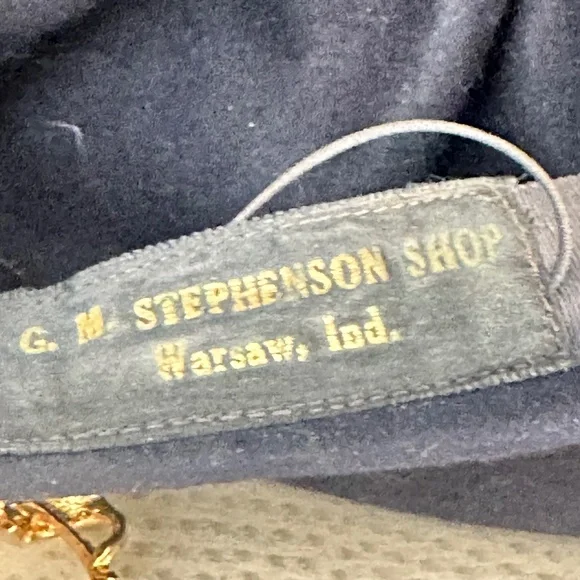 G. M. STEPHENSON SHOP
Warsaw, Ind.